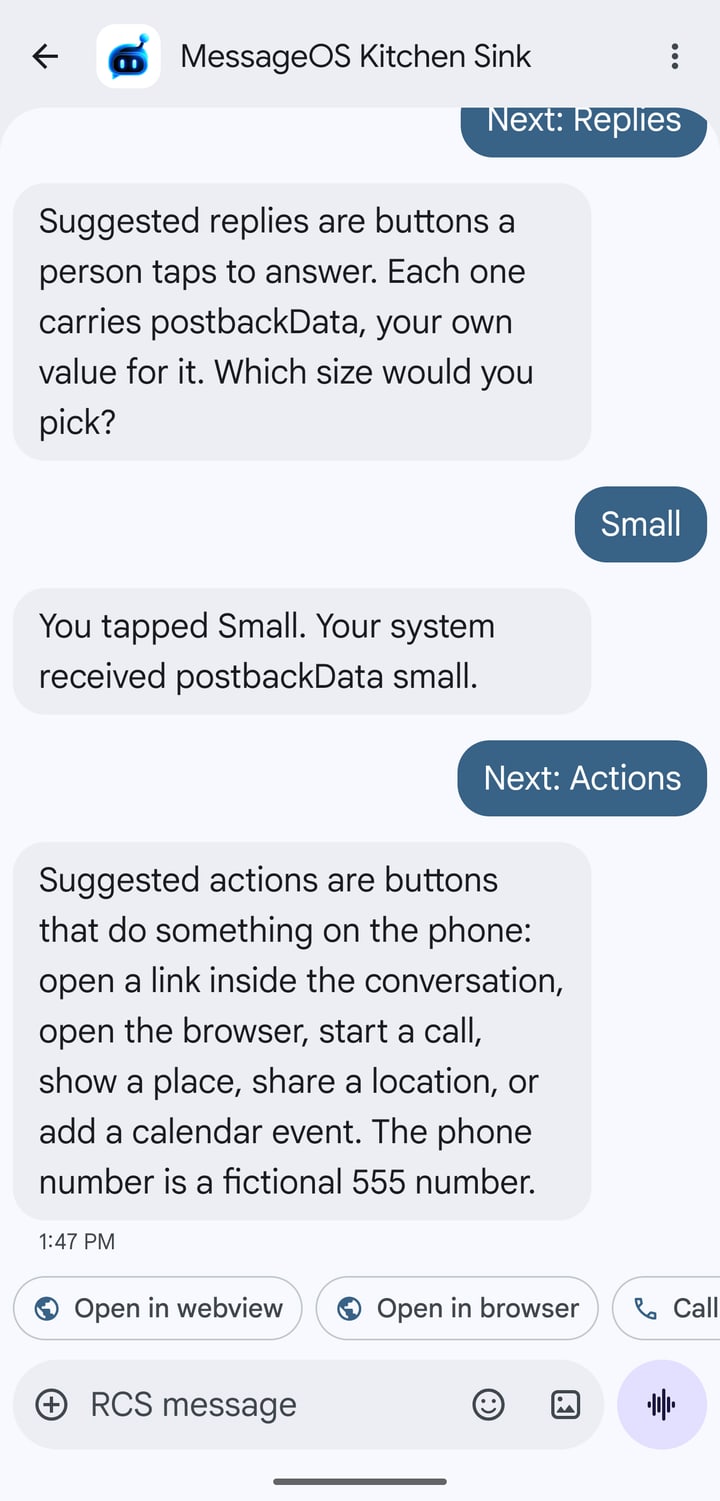 MessageOS Kitchen Sink
Next: Replies
Suggested replies are buttons a
person taps to answer. Each one
carries postbackData, your own
value for it. Which size would you
pick?
Small
You tapped Small. Your system
received postbackData small.
Next: Actions
Suggested actions are buttons
that do something on the phone:
open a link inside the conversation,
open the browser, start a call,
show a place, share a location, or
add a calendar event. The phone
number is a fictional 555 number.
1:47 PM
Open in webview
Open in browser
Call
RCS message